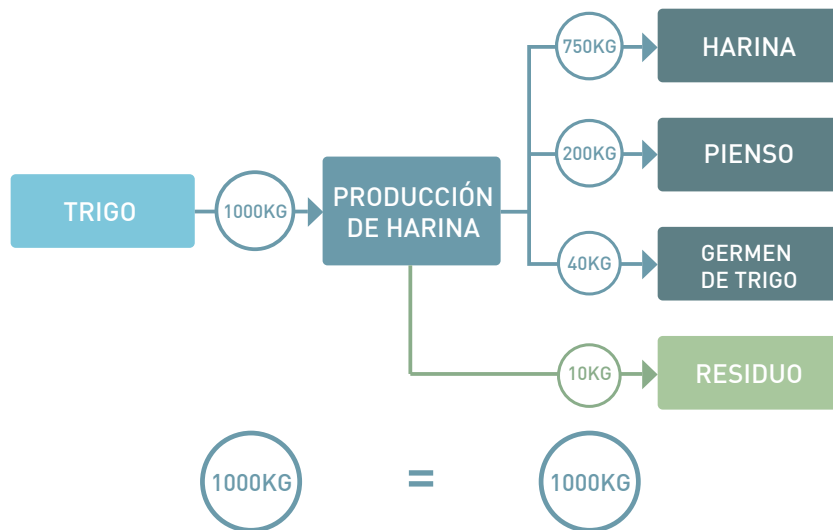 TRIGO
1000KG
PRODUCCIÓN
DE HARINA
750KG
HARINA
200KG
PIENSO
40KG
GERMEN
DE TRIGO
10KG
RESIDUO
1000KG = 1000KG